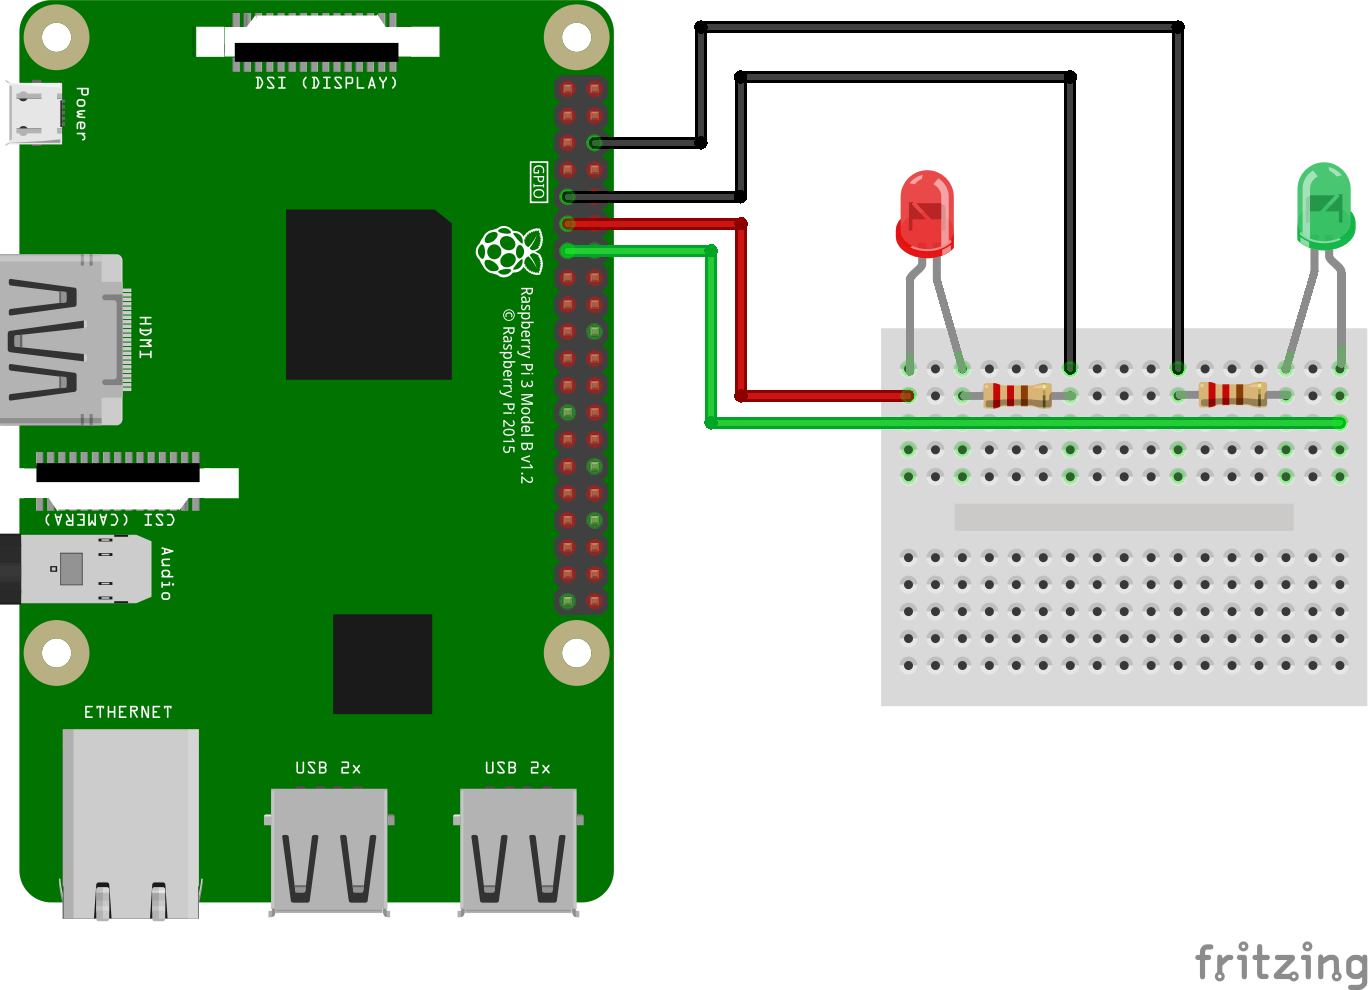 DSI (DISPLAY)
Power
GPIO
HDMI
Raspberry Pi 3 Model B v1.2
© Raspberry Pi 2015
CSI (CAMERA)
Audio
ETHERNET
USB 2x
USB 2x
fritzing